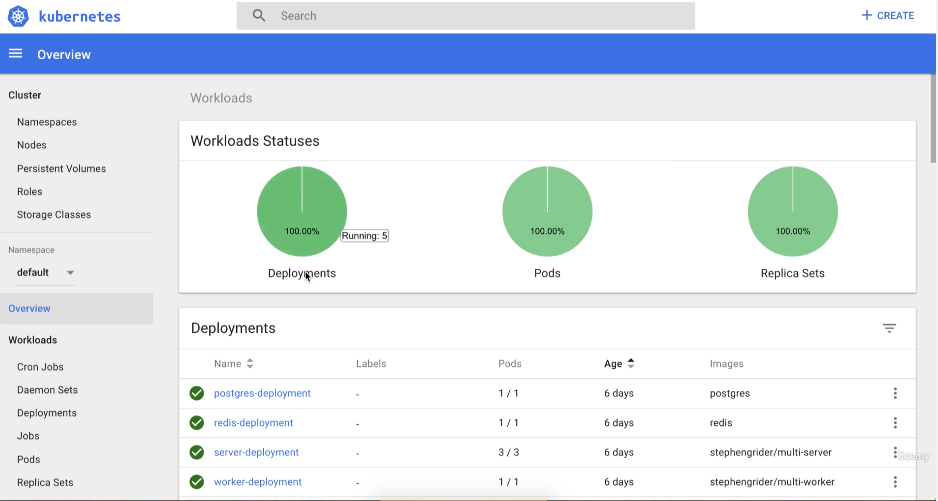 kubernetes
Search
+ CREATE
Overview
Cluster
Namespaces
Nodes
Persistent Volumes
Roles
Storage Classes
Namespace
default
Overview
Workloads
Cron Jobs
Daemon Sets
Deployments
Jobs
Pods
Replica Sets
Workloads
Workloads Statuses
100.00%
Running: 5
100.00%
100.00%
Deployments
Pods
Replica Sets
Deployments
Name Labels Pods Age Images
postgres-deployment - 1 / 1 6 days postgres
redis-deployment - 1 / 1 6 days redis
server-deployment - 3 / 3 6 days stephengrider/multi-server
worker-deployment - 1 / 1 6 days stephengrider/multi-worker
Udemy